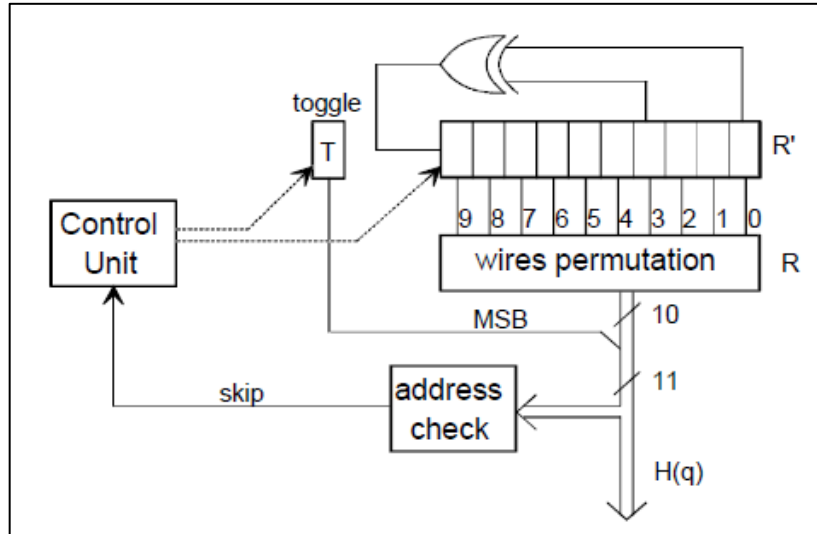 toggle
T
R'
9 8 7 6 5 4 3 2 1 0
Control
Unit
wires permutation
R
MSB
10
skip
address
check
11
H(q)